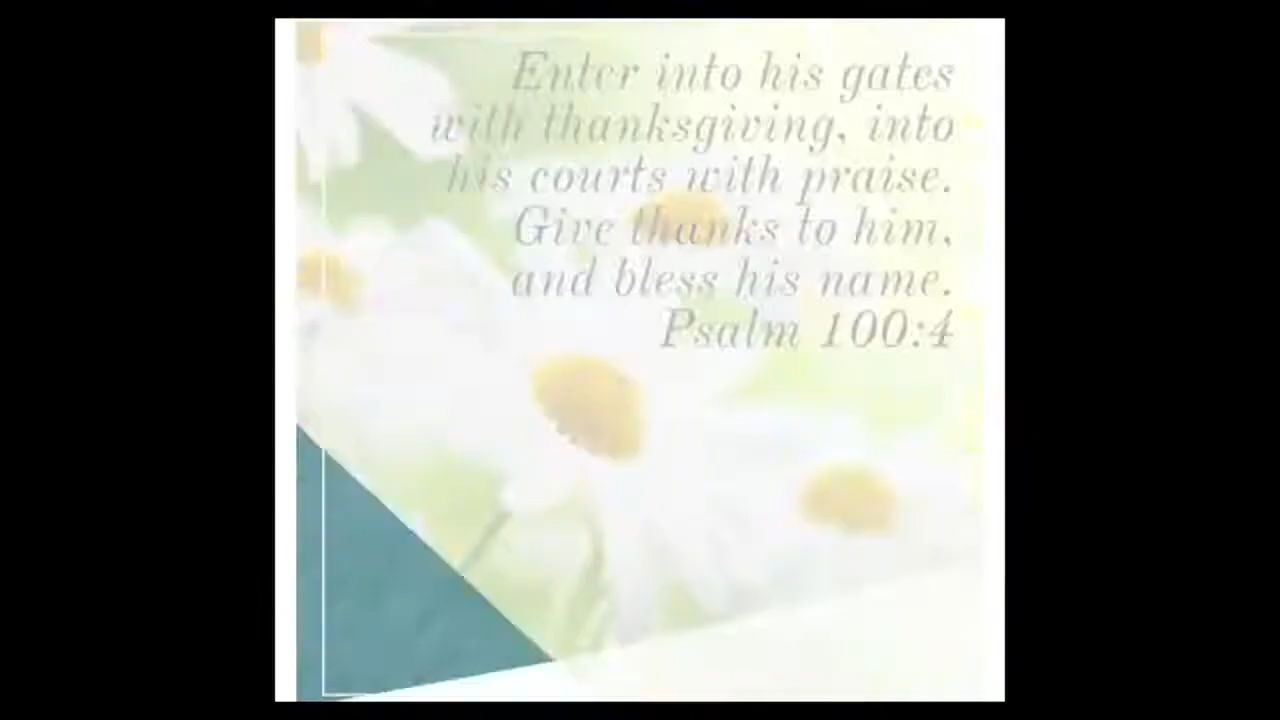 Enter into his gates
with thanksgiving, into
his courts with praise.
Give thanks to him,
and bless his name.
Psalm 100:4